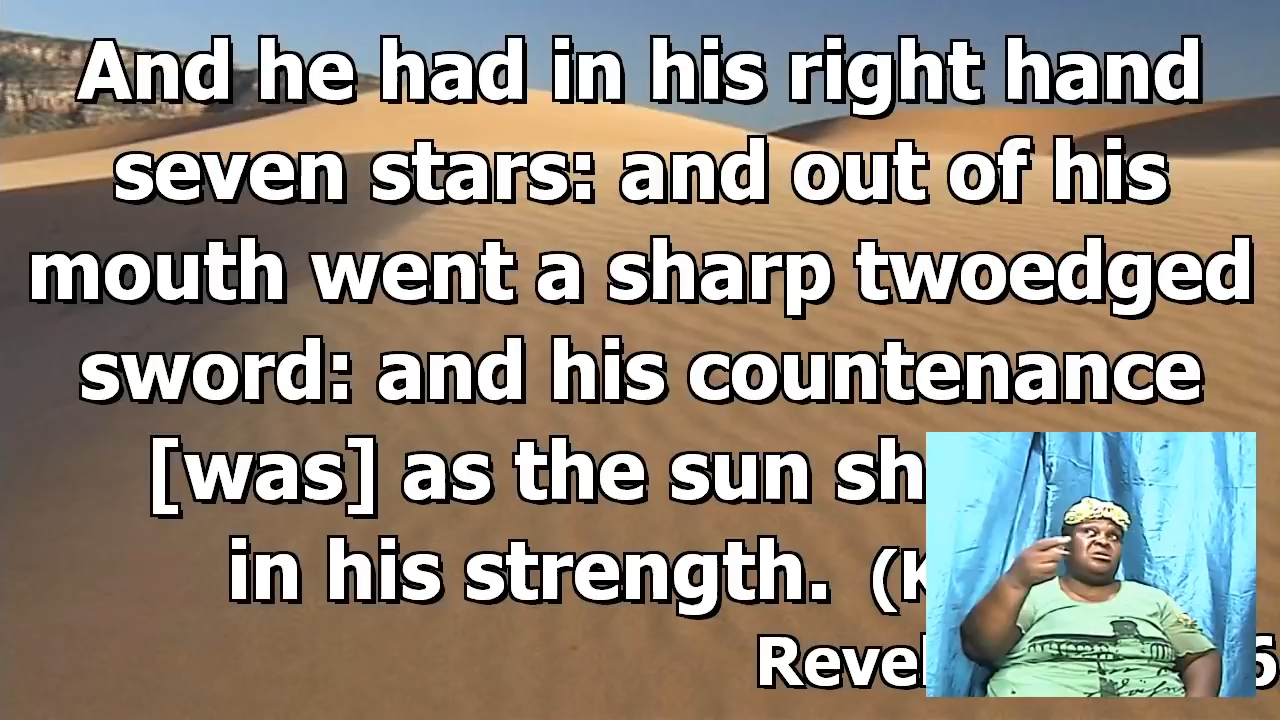 And he had in his right hand
seven stars: and out of his
mouth went a sharp twoedged
sword: and his countenance
[was] as the sun sh
in his strength. (K
Revel 6